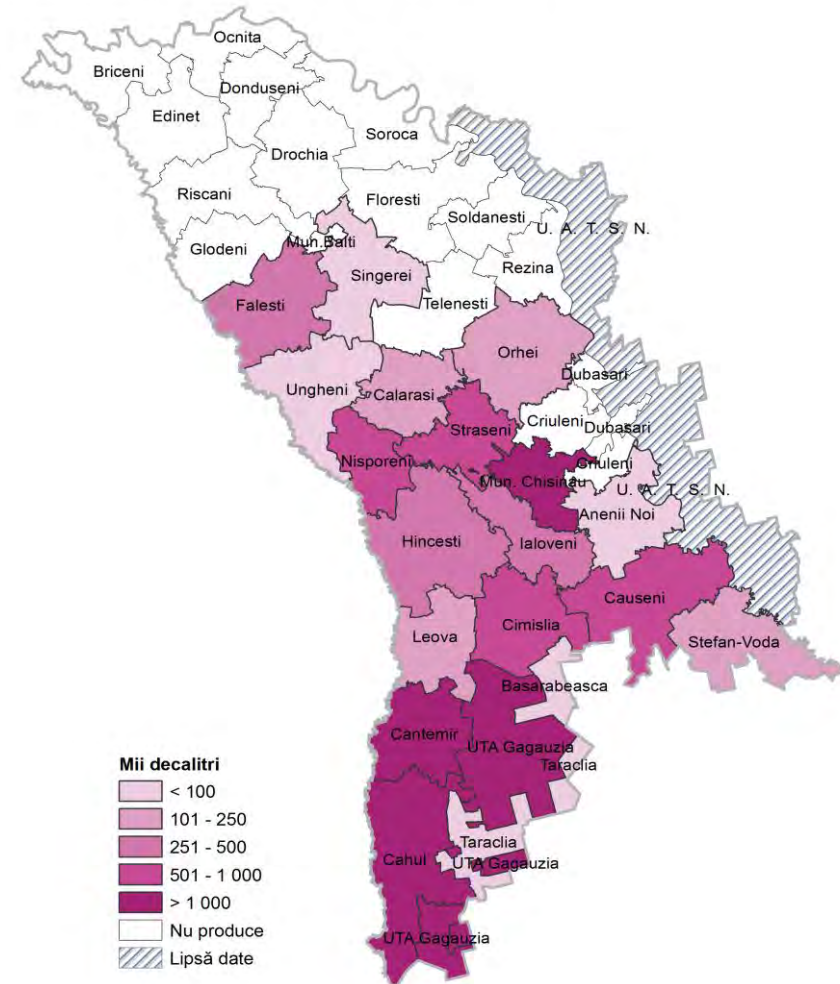 Ocnita
Briceni
Donduseni
Edinet
Soroca
Drochia
Riscani
Floresti
Soldanesti
U. A. T. S. N.
Glodeni
Mun.Balti
Rezina
Singerei
Falesti
Telenesti
Orhei
Dubasari
Ungheni
Calarasi
Criuleni
Dubasari
Straseni
Nisporeni
Criuleni
Mun. Chisinau
U. A. T. S. N.
Anenii Noi
Hincesti
Ialoveni
Causeni
Cimislia
Leova
Stefan-Voda
Basarabeasca
Cantemir
UTA Gagauzia
Taraclia
Mii decalitri
< 100
101 - 250
251 - 500
501 - 1 000
> 1 000
Nu produce
Lipsă date
Taraclia
Cahul
UTA Gagauzia
UTA Gagauzia